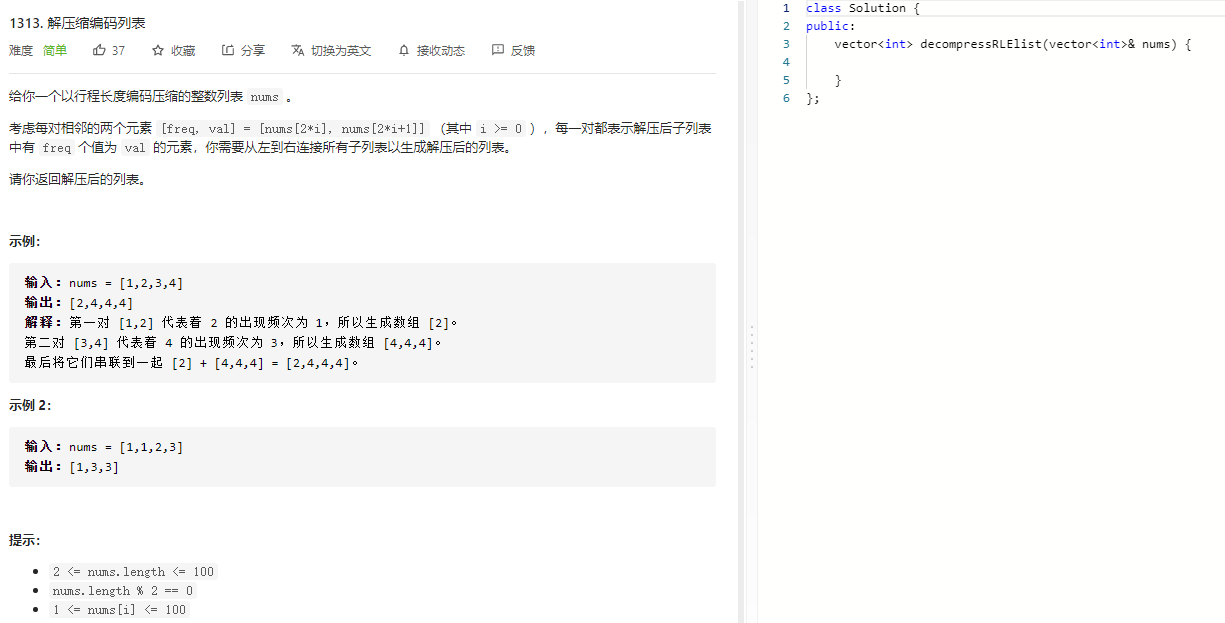 1313. 解压缩编码列表
难度 简单 37 收藏 分享 切换为英文 接收动态 反馈
给你一个以行程长度编码压缩的整数列表 nums 。
考虑每对相邻的两个元素 [freq, val] = [nums[2*i], nums[2*i+1]] （其中 i >= 0 ），每一对都表示解压后子列表
中有 freq 个值为 val 的元素，你需要从左到右连接所有子列表以生成解压后的列表。
请你返回解压后的列表。
示例：
输入：nums = [1,2,3,4]
输出：[2,4,4,4]
解释：第一对 [1,2] 代表着 2 的出现频次为 1，所以生成数组 [2]。
第二对 [3,4] 代表着 4 的出现频次为 3，所以生成数组 [4,4,4]。
最后将它们串联到一起 [2] + [4,4,4] = [2,4,4,4]。
示例 2：
输入：nums = [1,1,2,3]
输出：[1,3,3]
提示：
2 <= nums.length <= 100
nums.length % 2 == 0
1 <= nums[i] <= 100
1 class Solution {
2 public:
3     vector<int> decompressRLElist(vector<int>& nums) {
4
5     }
6 };